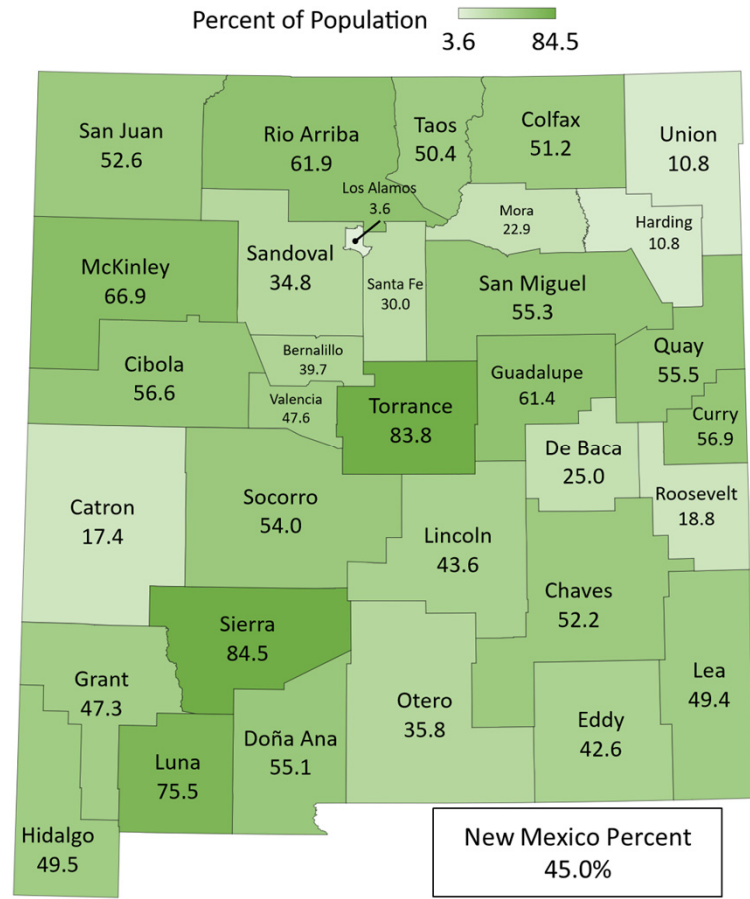 Percent of Population
3.6 84.5
San Juan
52.6
Rio Arriba
61.9
Taos
50.4
Colfax
51.2
Union
10.8
Los Alamos
3.6
Mora
22.9
Harding
10.8
McKinley
66.9
Sandoval
34.8
Santa Fe
30.0
San Miguel
55.3
Quay
55.5
Cibola
56.6
Bernalillo
39.7
Valencia
47.6
Torrance
83.8
Guadalupe
61.4
Curry
56.9
De Baca
25.0
Roosevelt
18.8
Catron
17.4
Socorro
54.0
Lincoln
43.6
Chaves
52.2
Sierra
84.5
Grant
47.3
Lea
49.4
Otero
35.8
Eddy
42.6
Luna
75.5
Doña Ana
55.1
Hidalgo
49.5
New Mexico Percent
45.0%